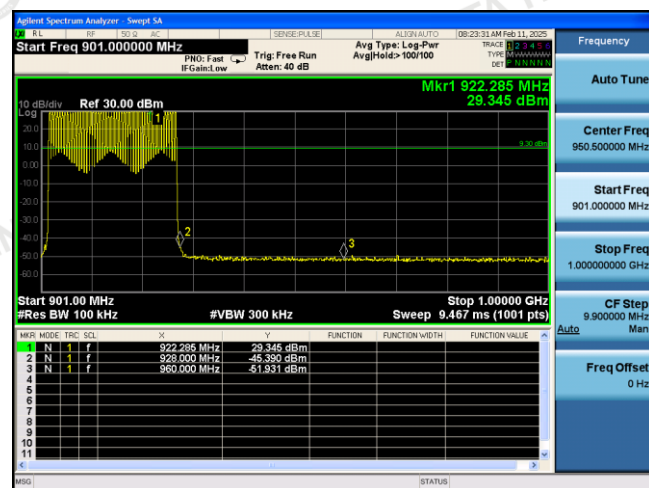 Agilent Spectrum Analyzer - Swept SA
RL RF 50 Ω AC SENSE:PULSE ALIGN AUTO 08:23:31 AM Feb 11, 2025
Start Freq 901.000000 MHz
PNO: Fast
IFGain:Low
Trig: Free Run
Atten: 40 dB
Avg Type: Log-Pwr
Avg|Hold:>100/100
TRACE 1 2 3 4 5 6
TYPE MWWWWW
DET P NNNNN
Mkr1 922.285 MHz
29.345 dBm
10 dB/div Ref 30.00 dBm
Log
20.0
10.0
0.00
-10.0
-20.0
-30.0
-40.0
-50.0
-60.0
1
2
3
9.30 dBm
Start 901.00 MHz Stop 1.00000 GHz
#Res BW 100 kHz #VBW 300 kHz Sweep 9.467 ms (1001 pts)
MKR MODE TRC SCL X Y FUNCTION FUNCTION WIDTH FUNCTION VALUE
1 N 1 f 922.285 MHz 29.345 dBm
2 N 1 f 928.000 MHz -45.390 dBm
3 N 1 f 960.000 MHz -51.931 dBm
4
5
6
7
8
9
10
11
MSG STATUS
Frequency
Auto Tune
Center Freq
950.500000 MHz
Start Freq
901.000000 MHz
Stop Freq
1.000000000 GHz
CF Step
9.900000 MHz
Auto Man
Freq Offset
0 Hz